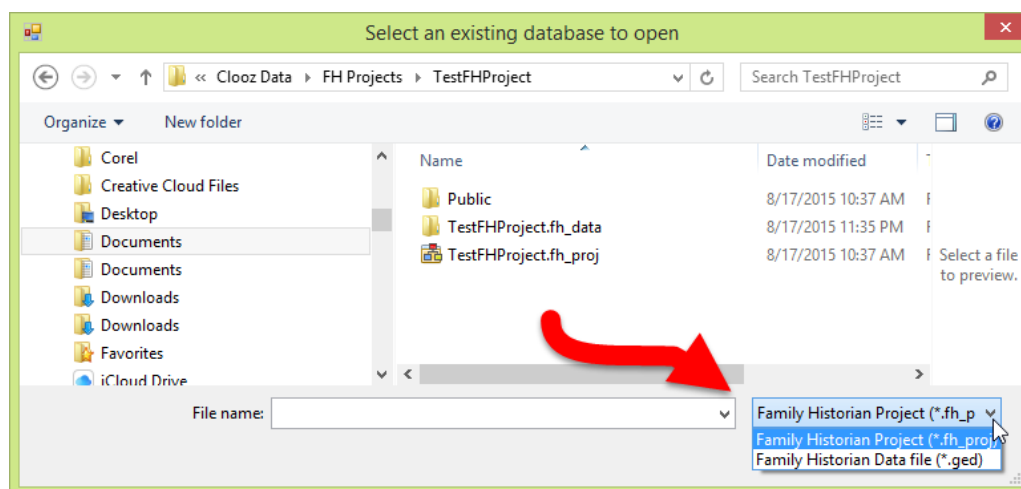 Select an existing database to open
« Clooz Data FH Projects TestFHProject
Search TestFHProject
Organize New folder
Corel
Creative Cloud Files
Desktop
Documents
Documents
Downloads
Downloads
Favorites
iCloud Drive
Name Date modified
Public 8/17/2015 10:37 AM
TestFHProject.fh_data 8/17/2015 11:35 PM
TestFHProject.fh_proj 8/17/2015 10:37 AM
Select a file
to preview.
File name:
Family Historian Project (*.fh_p
Family Historian Project (*.fh_proj)
Family Historian Data file (*.ged)